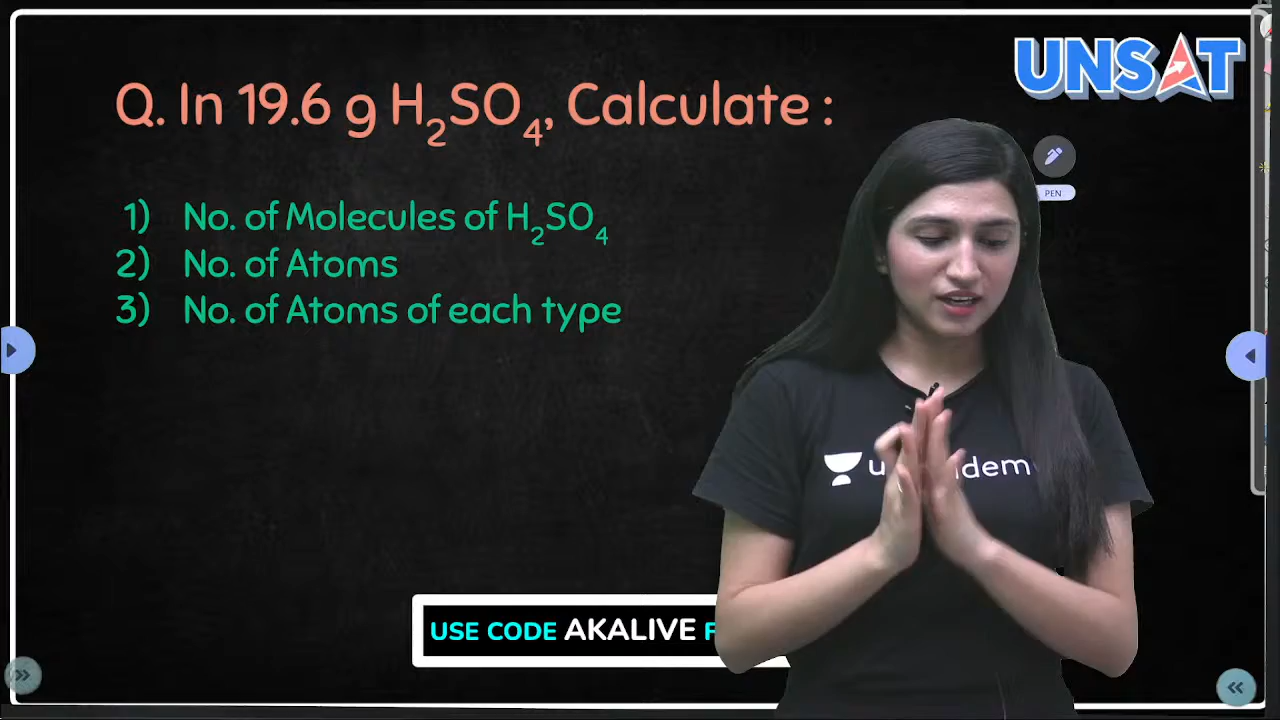 UNSAT
Q. In 19.6 g H₂SO₄, Calculate :
PEN
1) No. of Molecules of H₂SO₄
2) No. of Atoms
3) No. of Atoms of each type
USE CODE AKALIVE